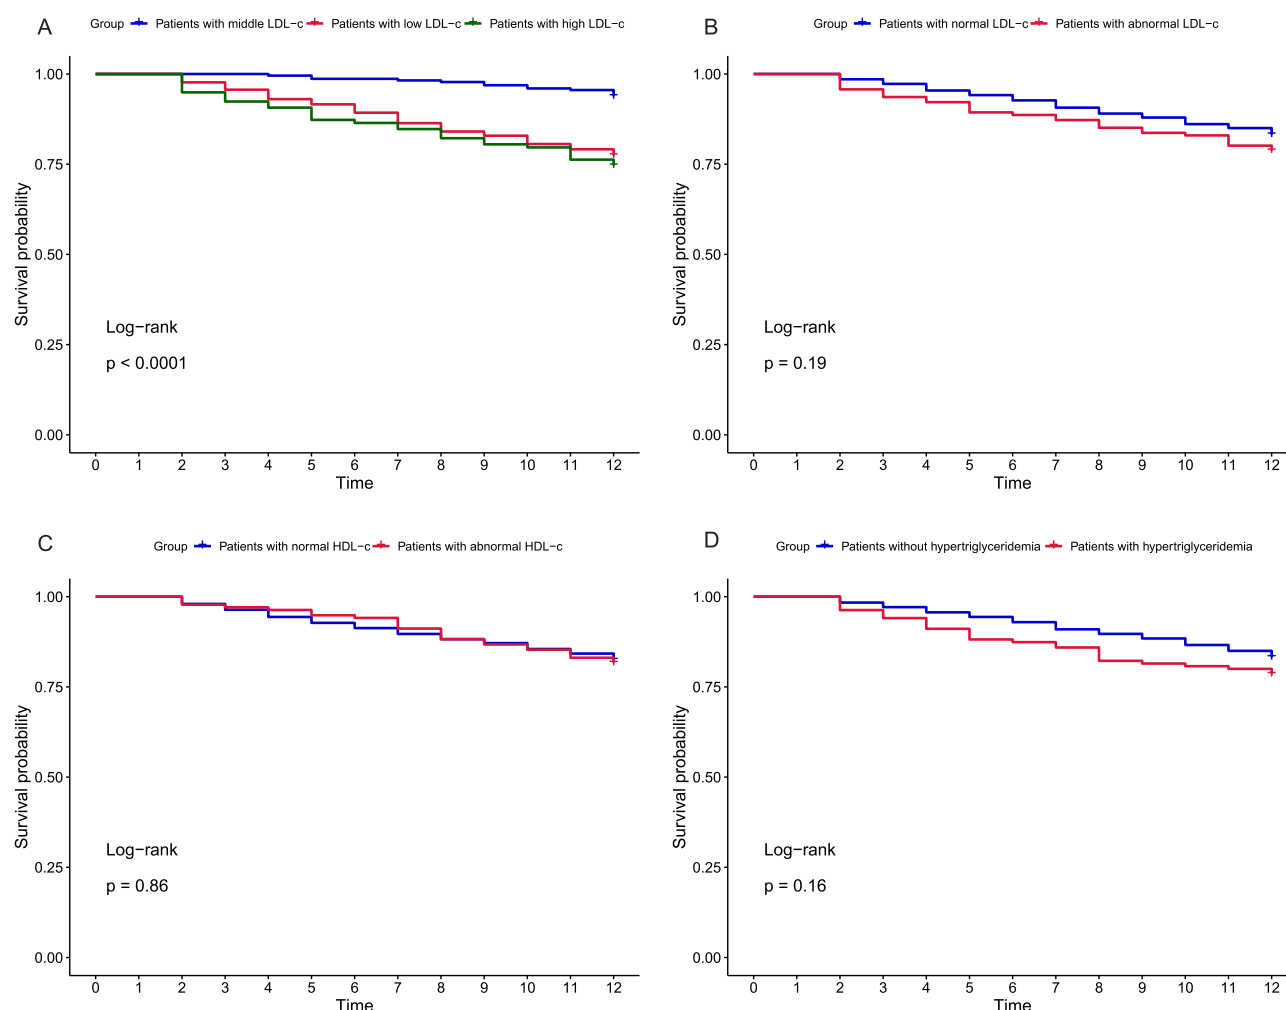 A
Group Patients with middle LDL−c Patients with low LDL−c Patients with high LDL−c
1.00
0.75
0.50
0.25
0.00
Survival probability
Log−rank
p < 0.0001
0 1 2 3 4 5 6 7 8 9 10 11 12
Time
B
Group Patients with normal LDL−c Patients with abnormal LDL−c
1.00
0.75
0.50
0.25
0.00
Survival probability
Log−rank
p = 0.19
0 1 2 3 4 5 6 7 8 9 10 11 12
Time
C
Group Patients with normal HDL−c Patients with abnormal HDL−c
1.00
0.75
0.50
0.25
0.00
Survival probability
Log−rank
p = 0.86
0 1 2 3 4 5 6 7 8 9 10 11 12
Time
D
Group Patients without hypertriglyceridemia Patients with hypertriglyceridemia
1.00
0.75
0.50
0.25
0.00
Survival probability
Log−rank
p = 0.16
0 1 2 3 4 5 6 7 8 9 10 11 12
Time